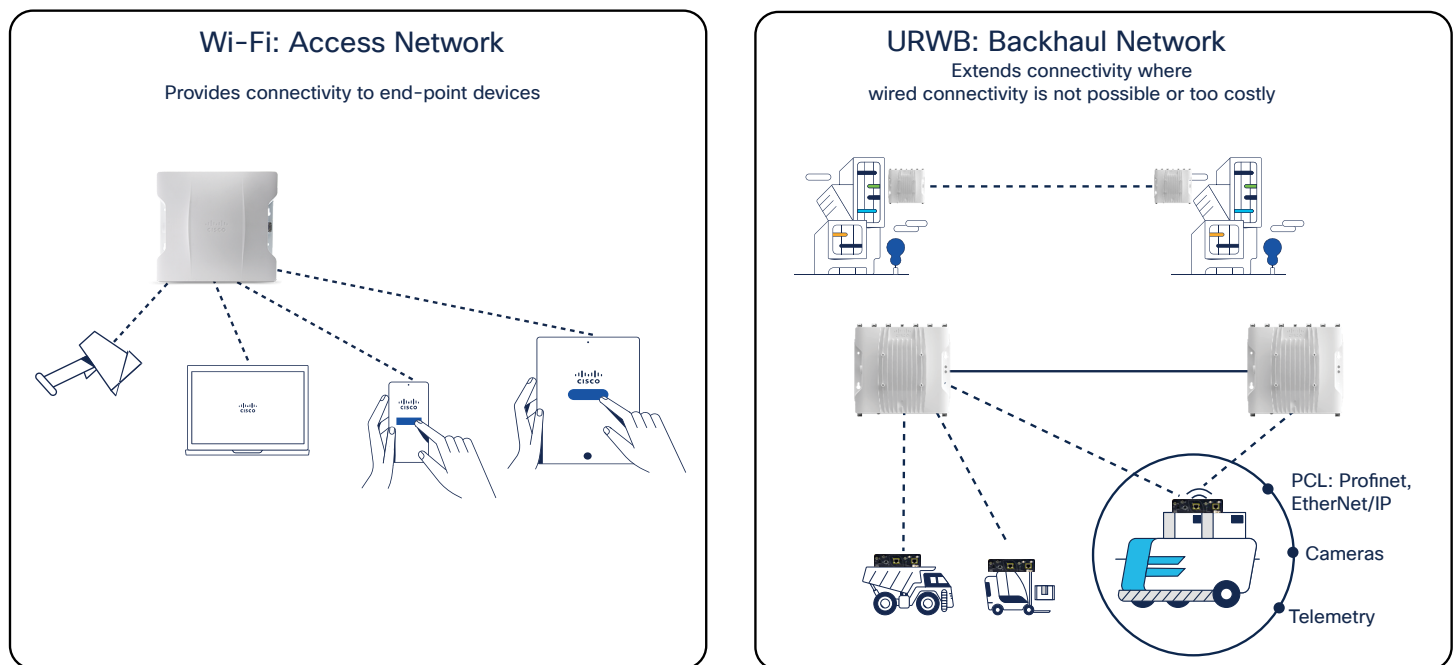 Wi-Fi: Access Network
Provides connectivity to end-point devices
CISCO
CISCO
CISCO
URWB: Backhaul Network
Extends connectivity where
wired connectivity is not possible or too costly
PCL: Profinet,
EtherNet/IP
Cameras
Telemetry